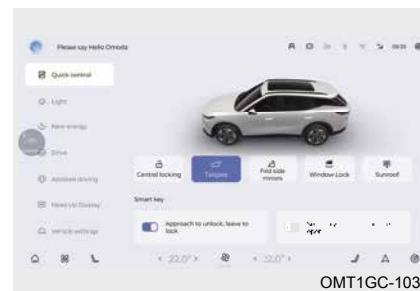 Please say Hello Omoda
08:35
Quick control
Light
New energy
Drive
Assisted driving
Head Up Display
Vehicle settings
Central locking
Tailgate
Fold side
mirrors
Window Lock
Sunroof
Smart key
Approach to unlock, leave to
lock
22.0°
22.0°
OMT1GC-103